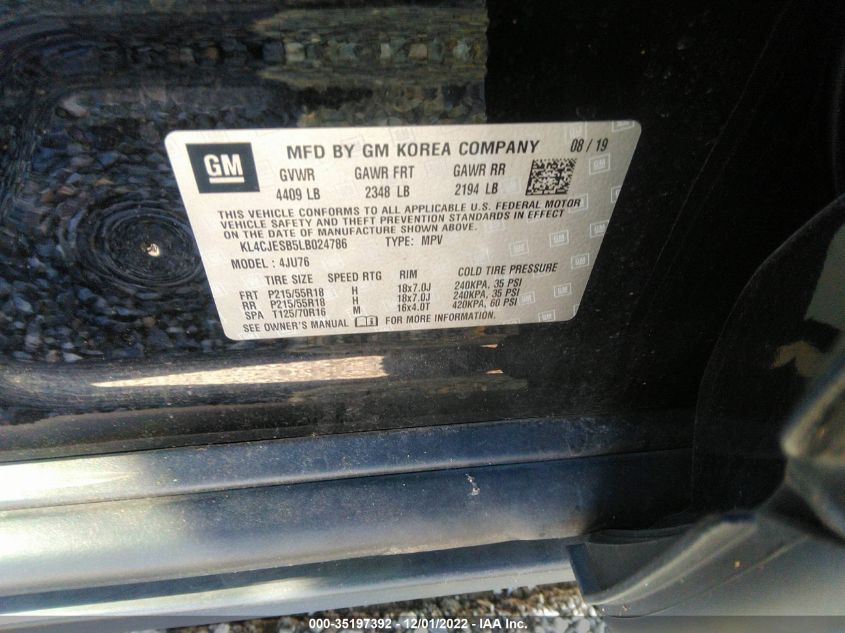 GM MFD BY GM KOREA COMPANY 08 / 19
GVWR GAWR FRT GAWR RR
4409 LB 2348 LB 2194 LB
THIS VEHICLE CONFORMS TO ALL APPLICABLE U.S. FEDERAL MOTOR
VEHICLE SAFETY AND THEFT PREVENTION STANDARDS IN EFFECT
ON THE DATE OF MANUFACTURE SHOWN ABOVE.
KL4CJESB5LB024786 TYPE: MPV
MODEL : 4JU76
TIRE SIZE SPEED RTG RIM COLD TIRE PRESSURE
FRT P215/55R18 H 18x7.0J 240KPA, 35 PSI
RR P215/55R18 H 18x7.0J 240KPA, 35 PSI
SPA T125/70R16 M 16x4.0T 420KPA, 60 PSI
SEE OWNER'S MANUAL FOR MORE INFORMATION.
000-35197392 - 12/01/2022 - IAA Inc.